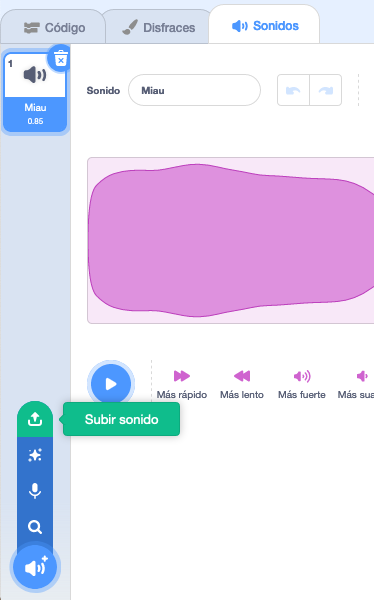 Código
Disfraces
Sonidos
1
Miau
0.85
Sonido
Miau
Más rápido
Más lento
Más fuerte
Más sua
Subir sonido